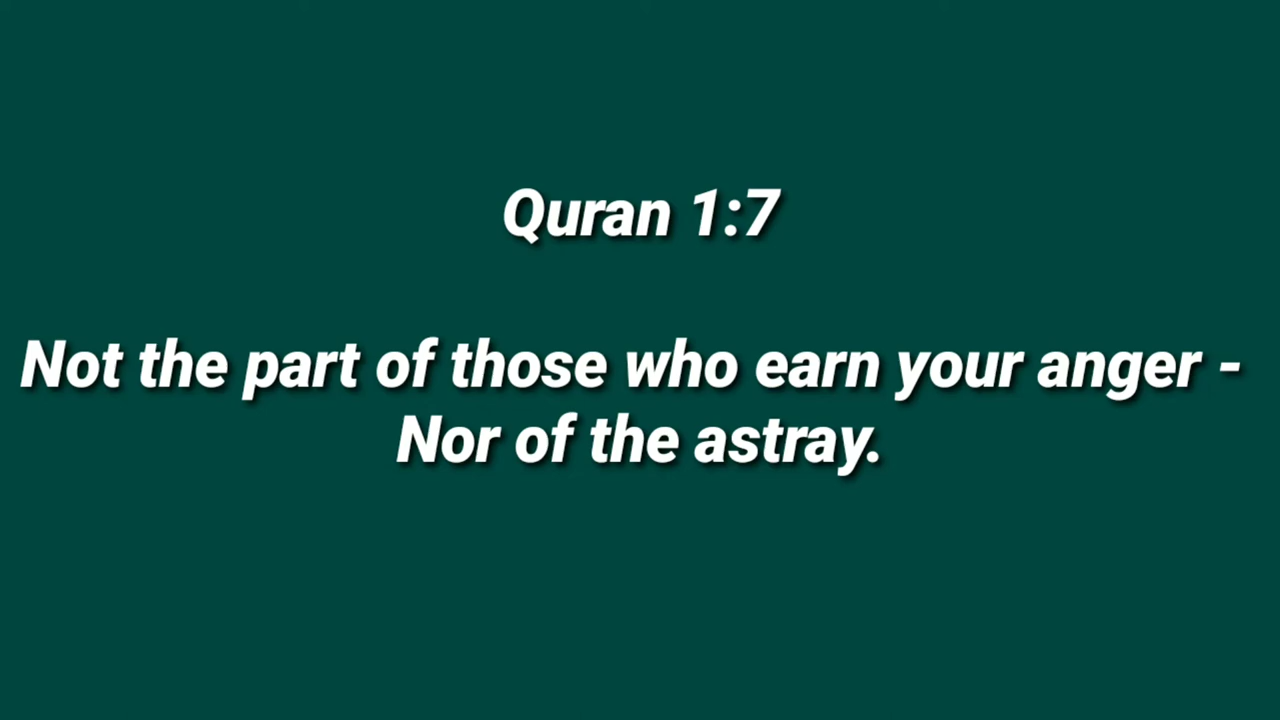 Quran 1:7
Not the part of those who earn your anger -
Nor of the astray.